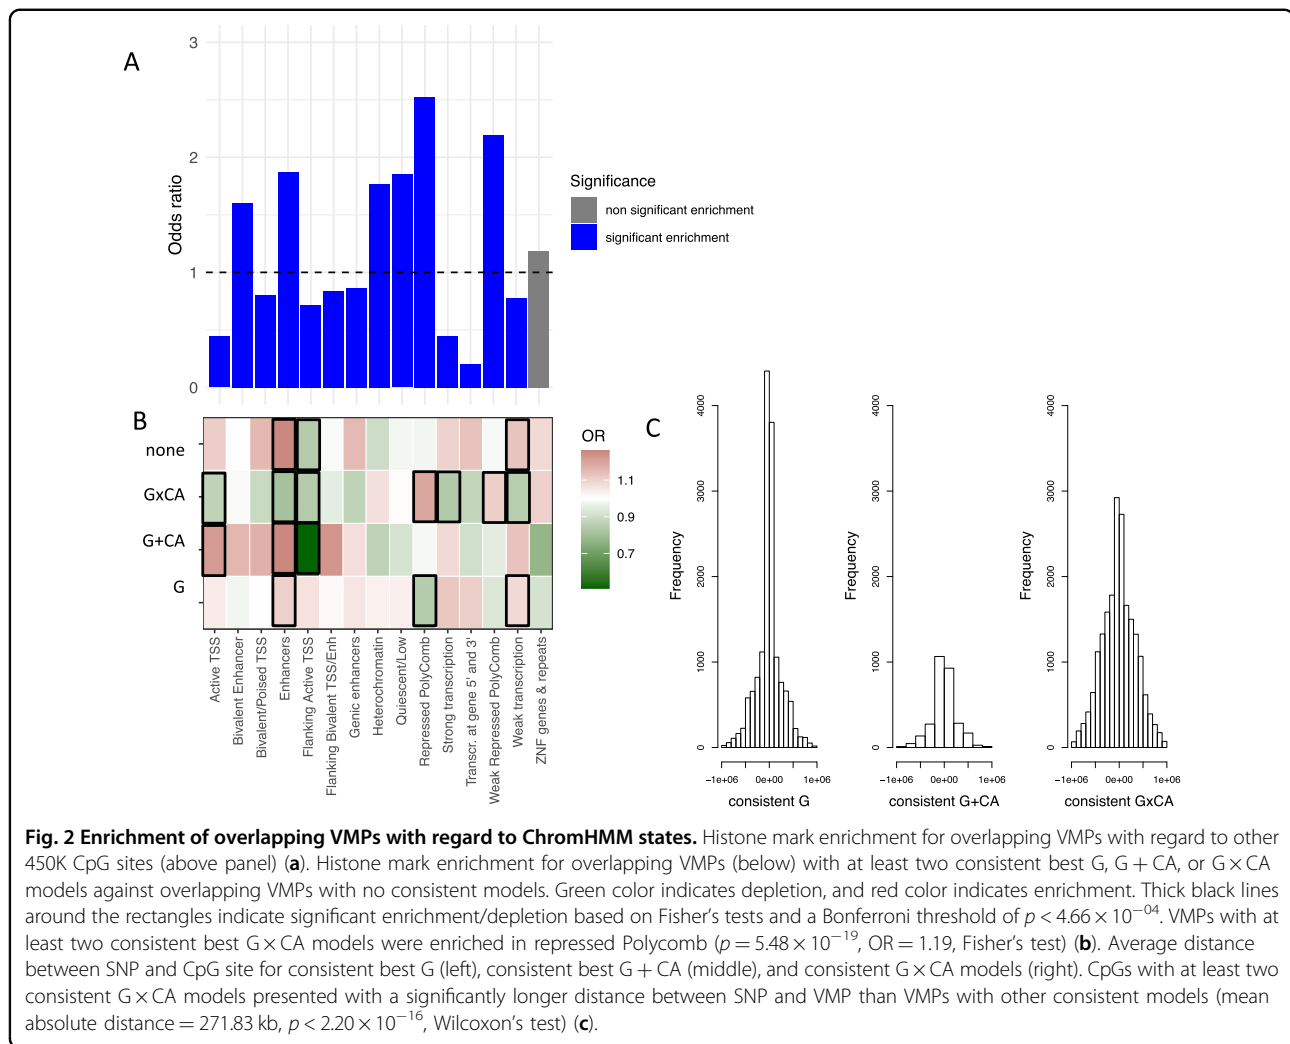 A
3
2
1
0
Odds ratio
Significance
non significant enrichment
significant enrichment
B
none
GxCA
G+CA
G
OR
1.1
0.9
0.7
Active TSS
Bivalent Enhancer
Bivalent/Poised TSS
Enhancers
Flanking Active TSS
Flanking Bivalent TSS/Enh
Genic enhancers
Heterochromatin
Quiescent/Low
Repressed PolyComb
Strong transcription
Transcr. at gene 5' and 3'
Weak Repressed PolyComb
Weak transcription
ZNF genes & repeats
C
Frequency
0 1000 2000 3000 4000
−1e+06 0e+00 1e+06
consistent G
Frequency
0 1000 2000 3000 4000
−1e+06 0e+00 1e+06
consistent G+CA
Frequency
0 1000 2000 3000 4000
−1e+06 0e+00 1e+06
consistent GxCA
Fig. 2 Enrichment of overlapping VMPs with regard to ChromHMM states. Histone mark enrichment for overlapping VMPs with regard to other
450K CpG sites (above panel) (a). Histone mark enrichment for overlapping VMPs (below) with at least two consistent best G, G + CA, or G × CA
models against overlapping VMPs with no consistent models. Green color indicates depletion, and red color indicates enrichment. Thick black lines
around the rectangles indicate significant enrichment/depletion based on Fisher's tests and a Bonferroni threshold of p < 4.66 × 10⁻⁰⁴. VMPs with at
least two consistent best G × CA models were enriched in repressed Polycomb (p = 5.48 × 10⁻¹⁹, OR = 1.19, Fisher's test) (b). Average distance
between SNP and CpG site for consistent best G (left), consistent best G + CA (middle), and consistent G × CA models (right). CpGs with at least two
consistent G × CA models presented with a significantly longer distance between SNP and VMP than VMPs with other consistent models (mean
absolute distance = 271.83 kb, p < 2.20 × 10⁻¹⁶, Wilcoxon's test) (c).